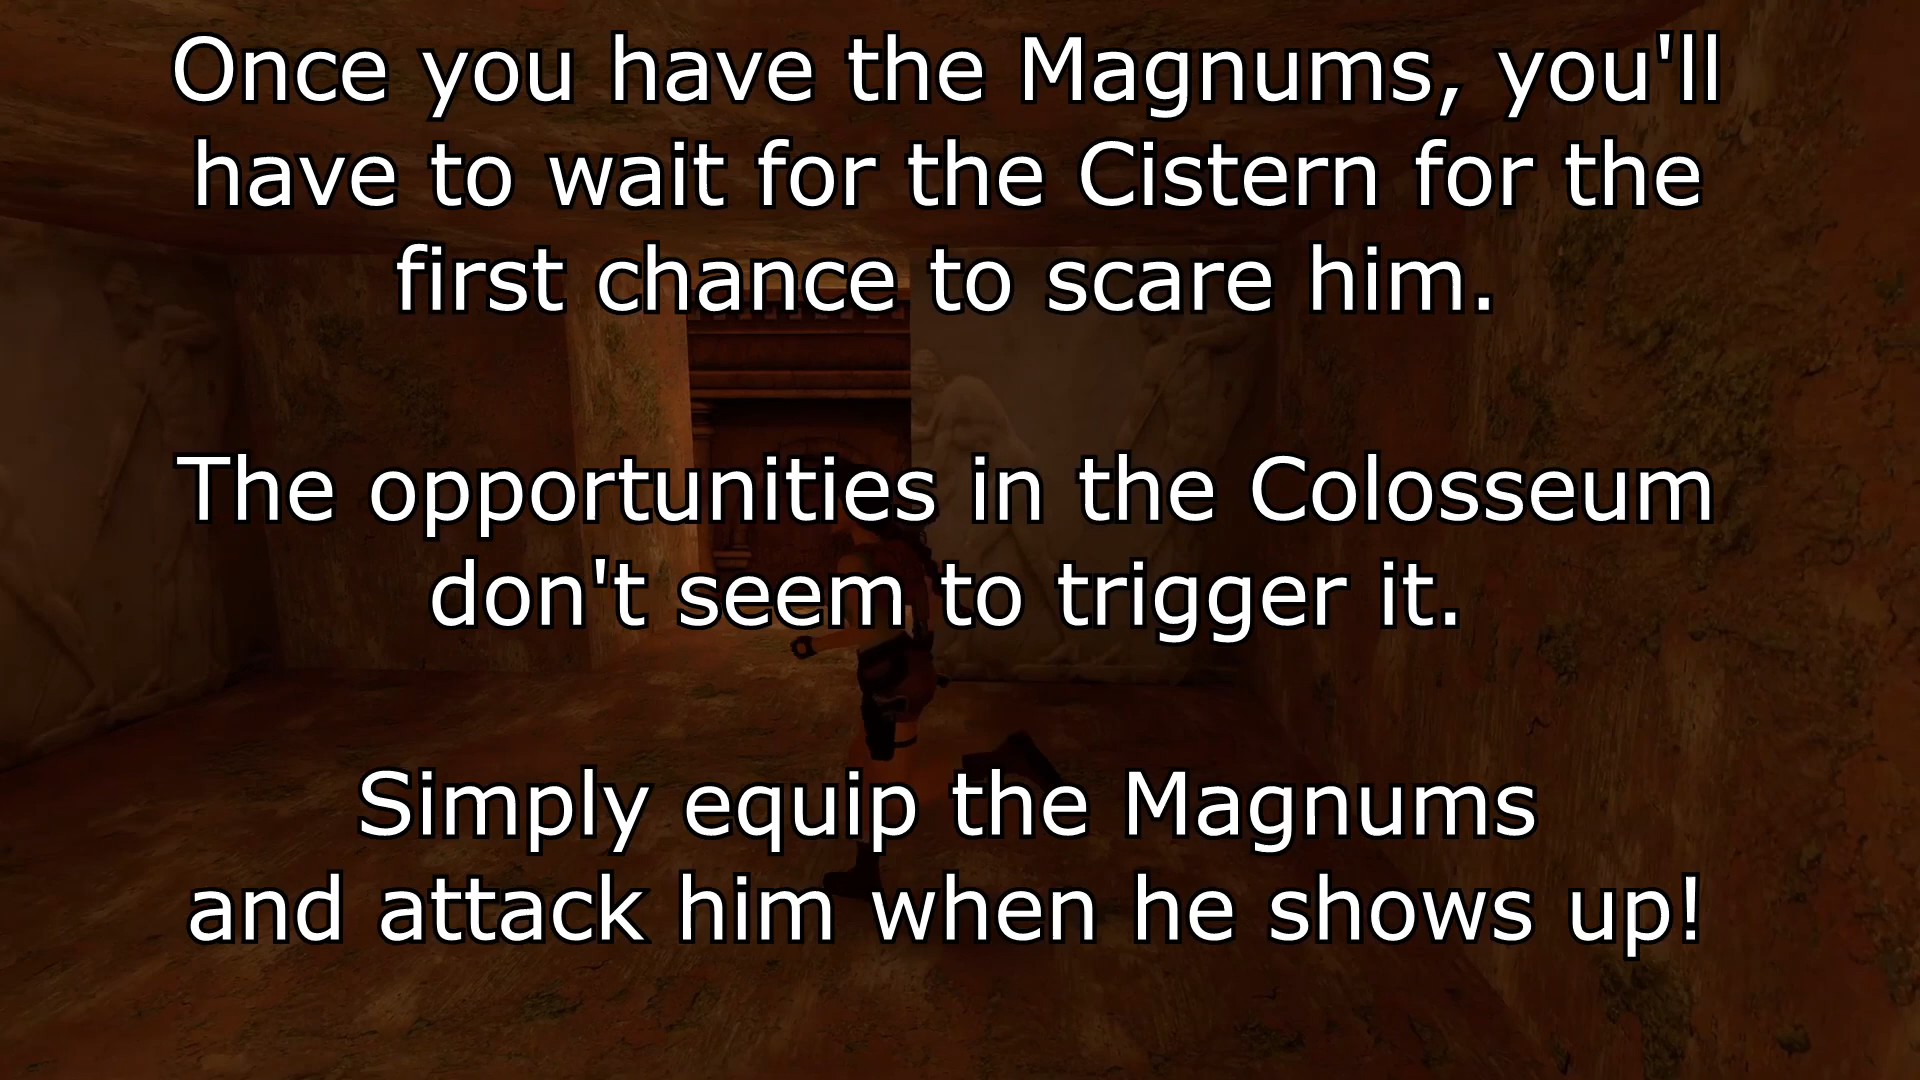 Once you have the Magnums, you'll
have to wait for the Cistern for the
first chance to scare him.
The opportunities in the Colosseum
don't seem to trigger it.
Simply equip the Magnums
and attack him when he shows up!